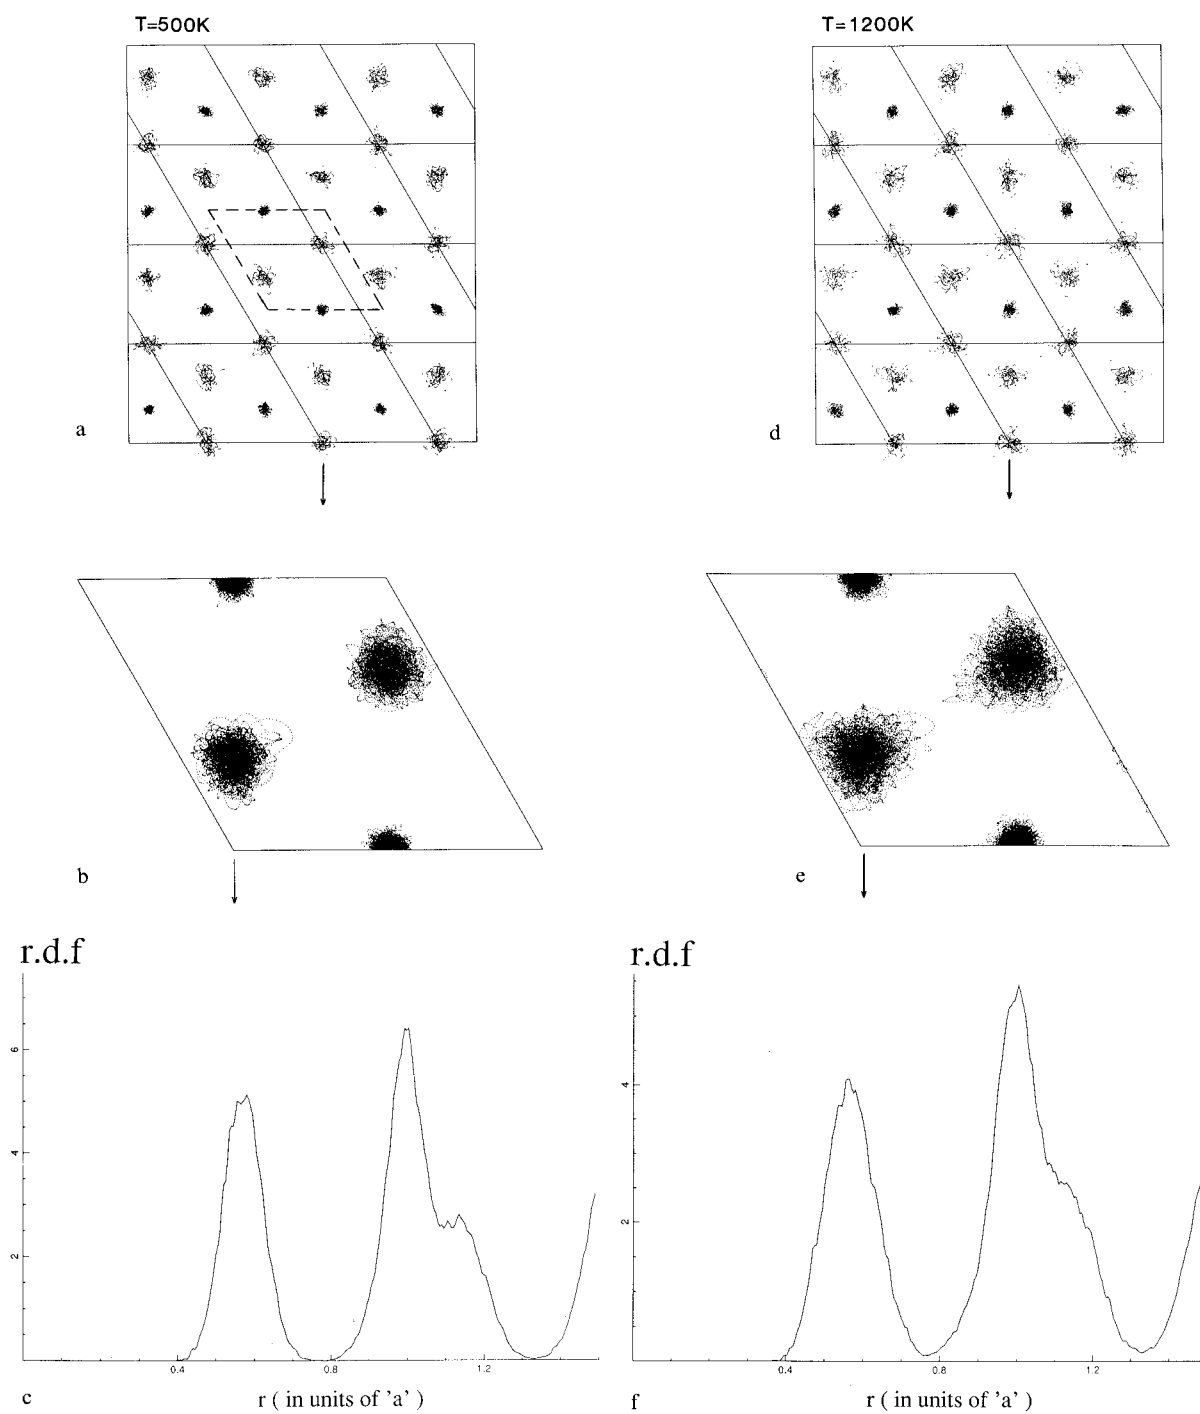 T=500K
T=1200K
a
d
b
e
r.d.f
r.d.f
6
4
2
4
2
0.4
0.8
1.2
0.4
0.8
1.2
c
r ( in units of 'a' )
f
r ( in units of 'a' )